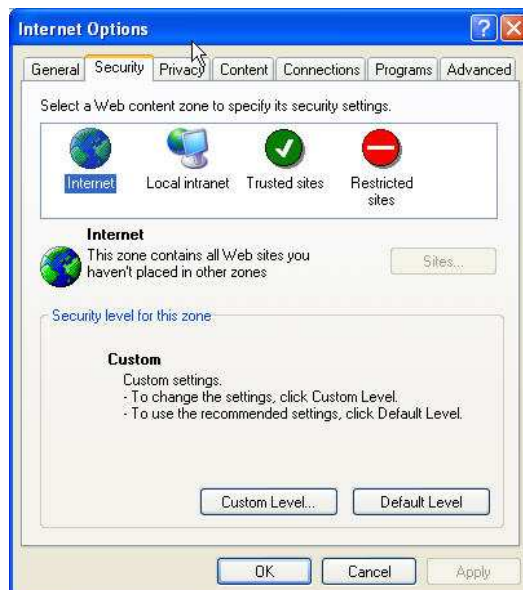 Internet Options
General Security Privacy Content Connections Programs Advanced
Select a Web content zone to specify its security settings.
Internet Local intranet Trusted sites Restricted sites
Internet
This zone contains all Web sites you
haven't placed in other zones
Sites...
Security level for this zone
Custom
Custom settings.
- To change the settings, click Custom Level.
- To use the recommended settings, click Default Level.
Custom Level... Default Level
OK Cancel Apply